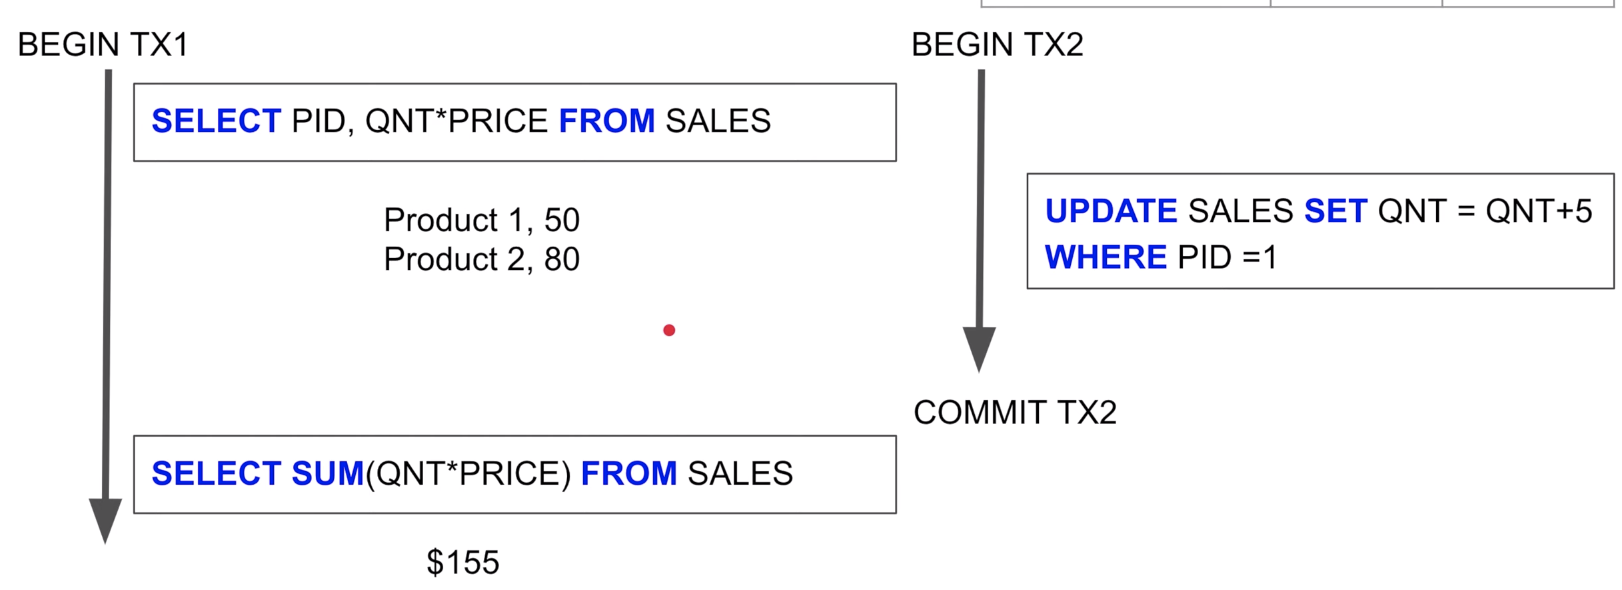 BEGIN TX1
SELECT PID, QNT*PRICE FROM SALES
Product 1, 50
Product 2, 80
SELECT SUM(QNT*PRICE) FROM SALES
$155
BEGIN TX2
UPDATE SALES SET QNT = QNT+5
WHERE PID =1
COMMIT TX2